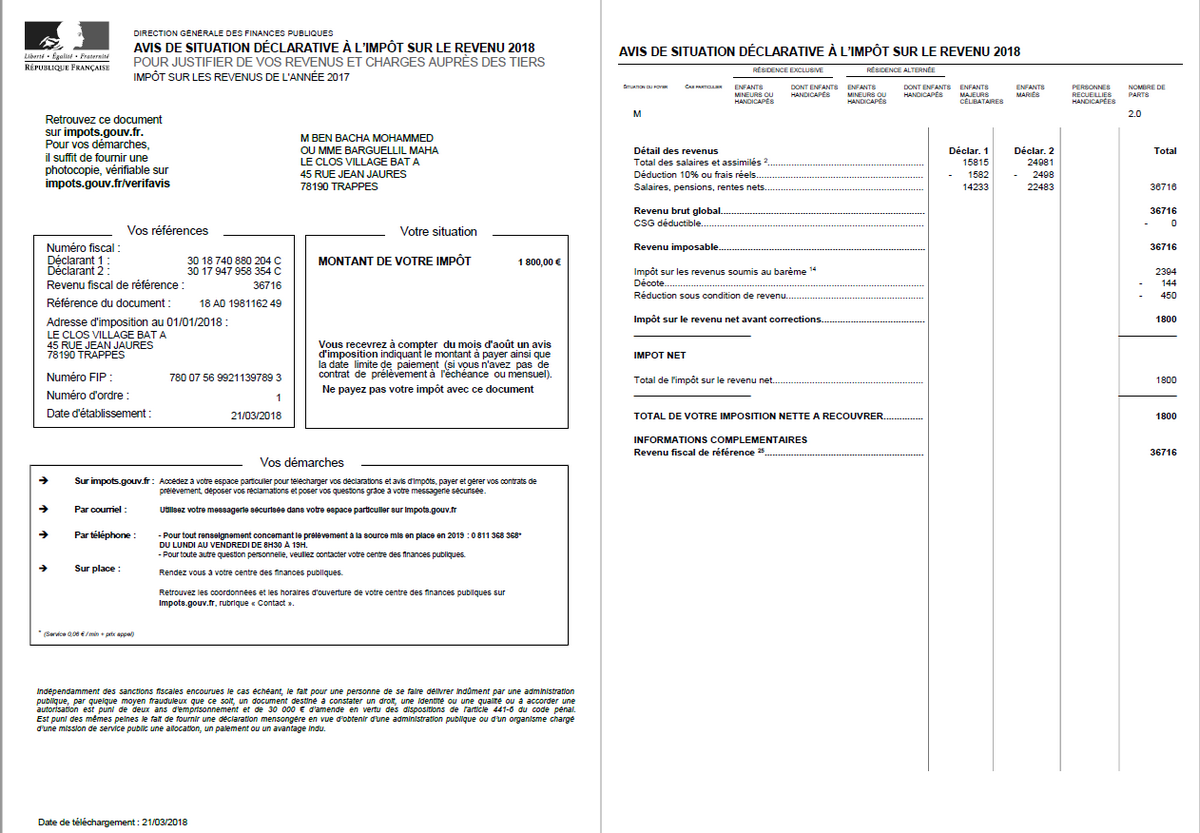 Liberté • Égalité • Fraternité
RÉPUBLIQUE FRANÇAISE
DIRECTION GENERALE DES FINANCES PUBLIQUES
AVIS DE SITUATION DÉCLARATIVE À L'IMPÔT SUR LE REVENU 2018
POUR JUSTIFIER DE VOS REVENUS ET CHARGES AUPRÈS DES TIERS
IMPÔT SUR LES REVENUS DE L'ANNÉE 2017
Retrouvez ce document
sur impots.gouv.fr.
Pour vos démarches,
il suffit de fournir une
photocopie, vérifiable sur
impots.gouv.fr/verifavis
M BEN BACHA MOHAMMED
OU MME BARGUELLIL MAHA
LE CLOS VILLAGE BAT A
45 RUE JEAN JAURES
78190 TRAPPES
Vos références
Numéro fiscal :
Déclarant 1 : 30 18 740 880 204 C
Déclarant 2 : 30 17 947 958 354 C
Revenu fiscal de référence : 36716
Référence du document : 18 A0 1981162 49
Adresse d'imposition au 01/01/2018 :
LE CLOS VILLAGE BAT A
45 RUE JEAN JAURES
78190 TRAPPES
Numéro FIP : 780 07 56 9921139789 3
Numéro d'ordre : 1
Date d'établissement : 21/03/2018
Votre situation
MONTANT DE VOTRE IMPÔT 1 800,00 €
Vous recevrez à compter du mois d'août un avis
d'imposition indiquant le montant à payer ainsi que
la date limite de paiement (si vous n'avez pas de
contrat de prélèvement à l'échéance ou mensuel).
Ne payez pas votre impôt avec ce document
Vos démarches
➔ Sur impots.gouv.fr : Accédez à votre espace particulier pour télécharger vos déclarations et avis d'impôts, payer et gérer vos contrats de
prélèvement, déposer vos réclamations et poser vos questions grâce à votre messagerie sécurisée.
➔ Par courriel : Utilisez votre messagerie sécurisée dans votre espace particulier sur impots.gouv.fr
➔ Par téléphone : - Pour tout renseignement concernant le prélèvement à la source mis en place en 2019 : 0 811 368 368*
DU LUNDI AU VENDREDI DE 8H30 À 19H.
- Pour toute autre question personnelle, veuillez contacter votre centre des finances publiques.
➔ Sur place : Rendez vous à votre centre des finances publiques.
Retrouvez les coordonnées et les horaires d'ouverture de votre centre des finances publiques sur
impots.gouv.fr, rubrique « Contact ».
* (Service 0,06 € / min + prix appel)
Indépendamment des sanctions fiscales encourues le cas échéant, le fait pour une personne de se faire délivrer indûment par une administration
publique, par quelque moyen frauduleux que ce soit, un document destiné à constater un droit, une identité ou une qualité ou à accorder une
autorisation est puni de deux ans d'emprisonnement et de 30 000 € d'amende en vertu des dispositions de l'article 441-6 du code pénal.
Est puni des mêmes peines le fait de fournir une déclaration mensongère en vue d'obtenir d'une administration publique ou d'un organisme chargé
d'une mission de service public une allocation, un paiement ou un avantage indu.
Date de téléchargement : 21/03/2018
AVIS DE SITUATION DÉCLARATIVE À L'IMPÔT SUR LE REVENU 2018
RÉSIDENCE EXCLUSIVE RÉSIDENCE ALTERNÉE
SITUATION DU FOYER CAS PARTICULIER ENFANTS DONT ENFANTS ENFANTS DONT ENFANTS ENFANTS ENFANTS PERSONNES NOMBRE DE
MINEURS OU HANDICAPÉS MINEURS OU HANDICAPÉS MAJEURS MARIÉS RECUEILLIES PARTS
HANDICAPÉS HANDICAPÉS CÉLIBATAIRES HANDICAPÉES
M 2.0
Détail des revenus Déclar. 1 Déclar. 2 Total
Total des salaires et assimilés 2 15815 24981
Déduction 10% ou frais réels - 1582 - 2498
Salaires, pensions, rentes nets 14233 22483 36716
Revenu brut global 36716
CSG déductible - 0
Revenu imposable 36716
Impôt sur les revenus soumis au barème 14 2394
Décote - 144
Réduction sous condition de revenu - 450
Impôt sur le revenu net avant corrections 1800
IMPOT NET
Total de l'impôt sur le revenu net 1800
TOTAL DE VOTRE IMPOSITION NETTE A RECOUVRER 1800
INFORMATIONS COMPLEMENTAIRES
Revenu fiscal de référence 25 36716